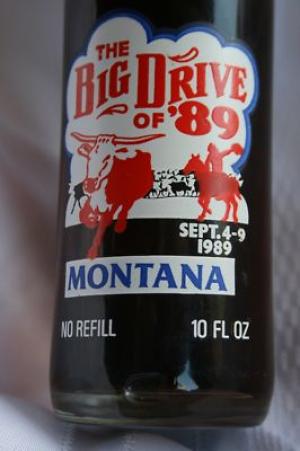 THE
BIG DRIVE
OF '89
SEPT. 4-9
1989
MONTANA
NO REFILL 10 FL OZ